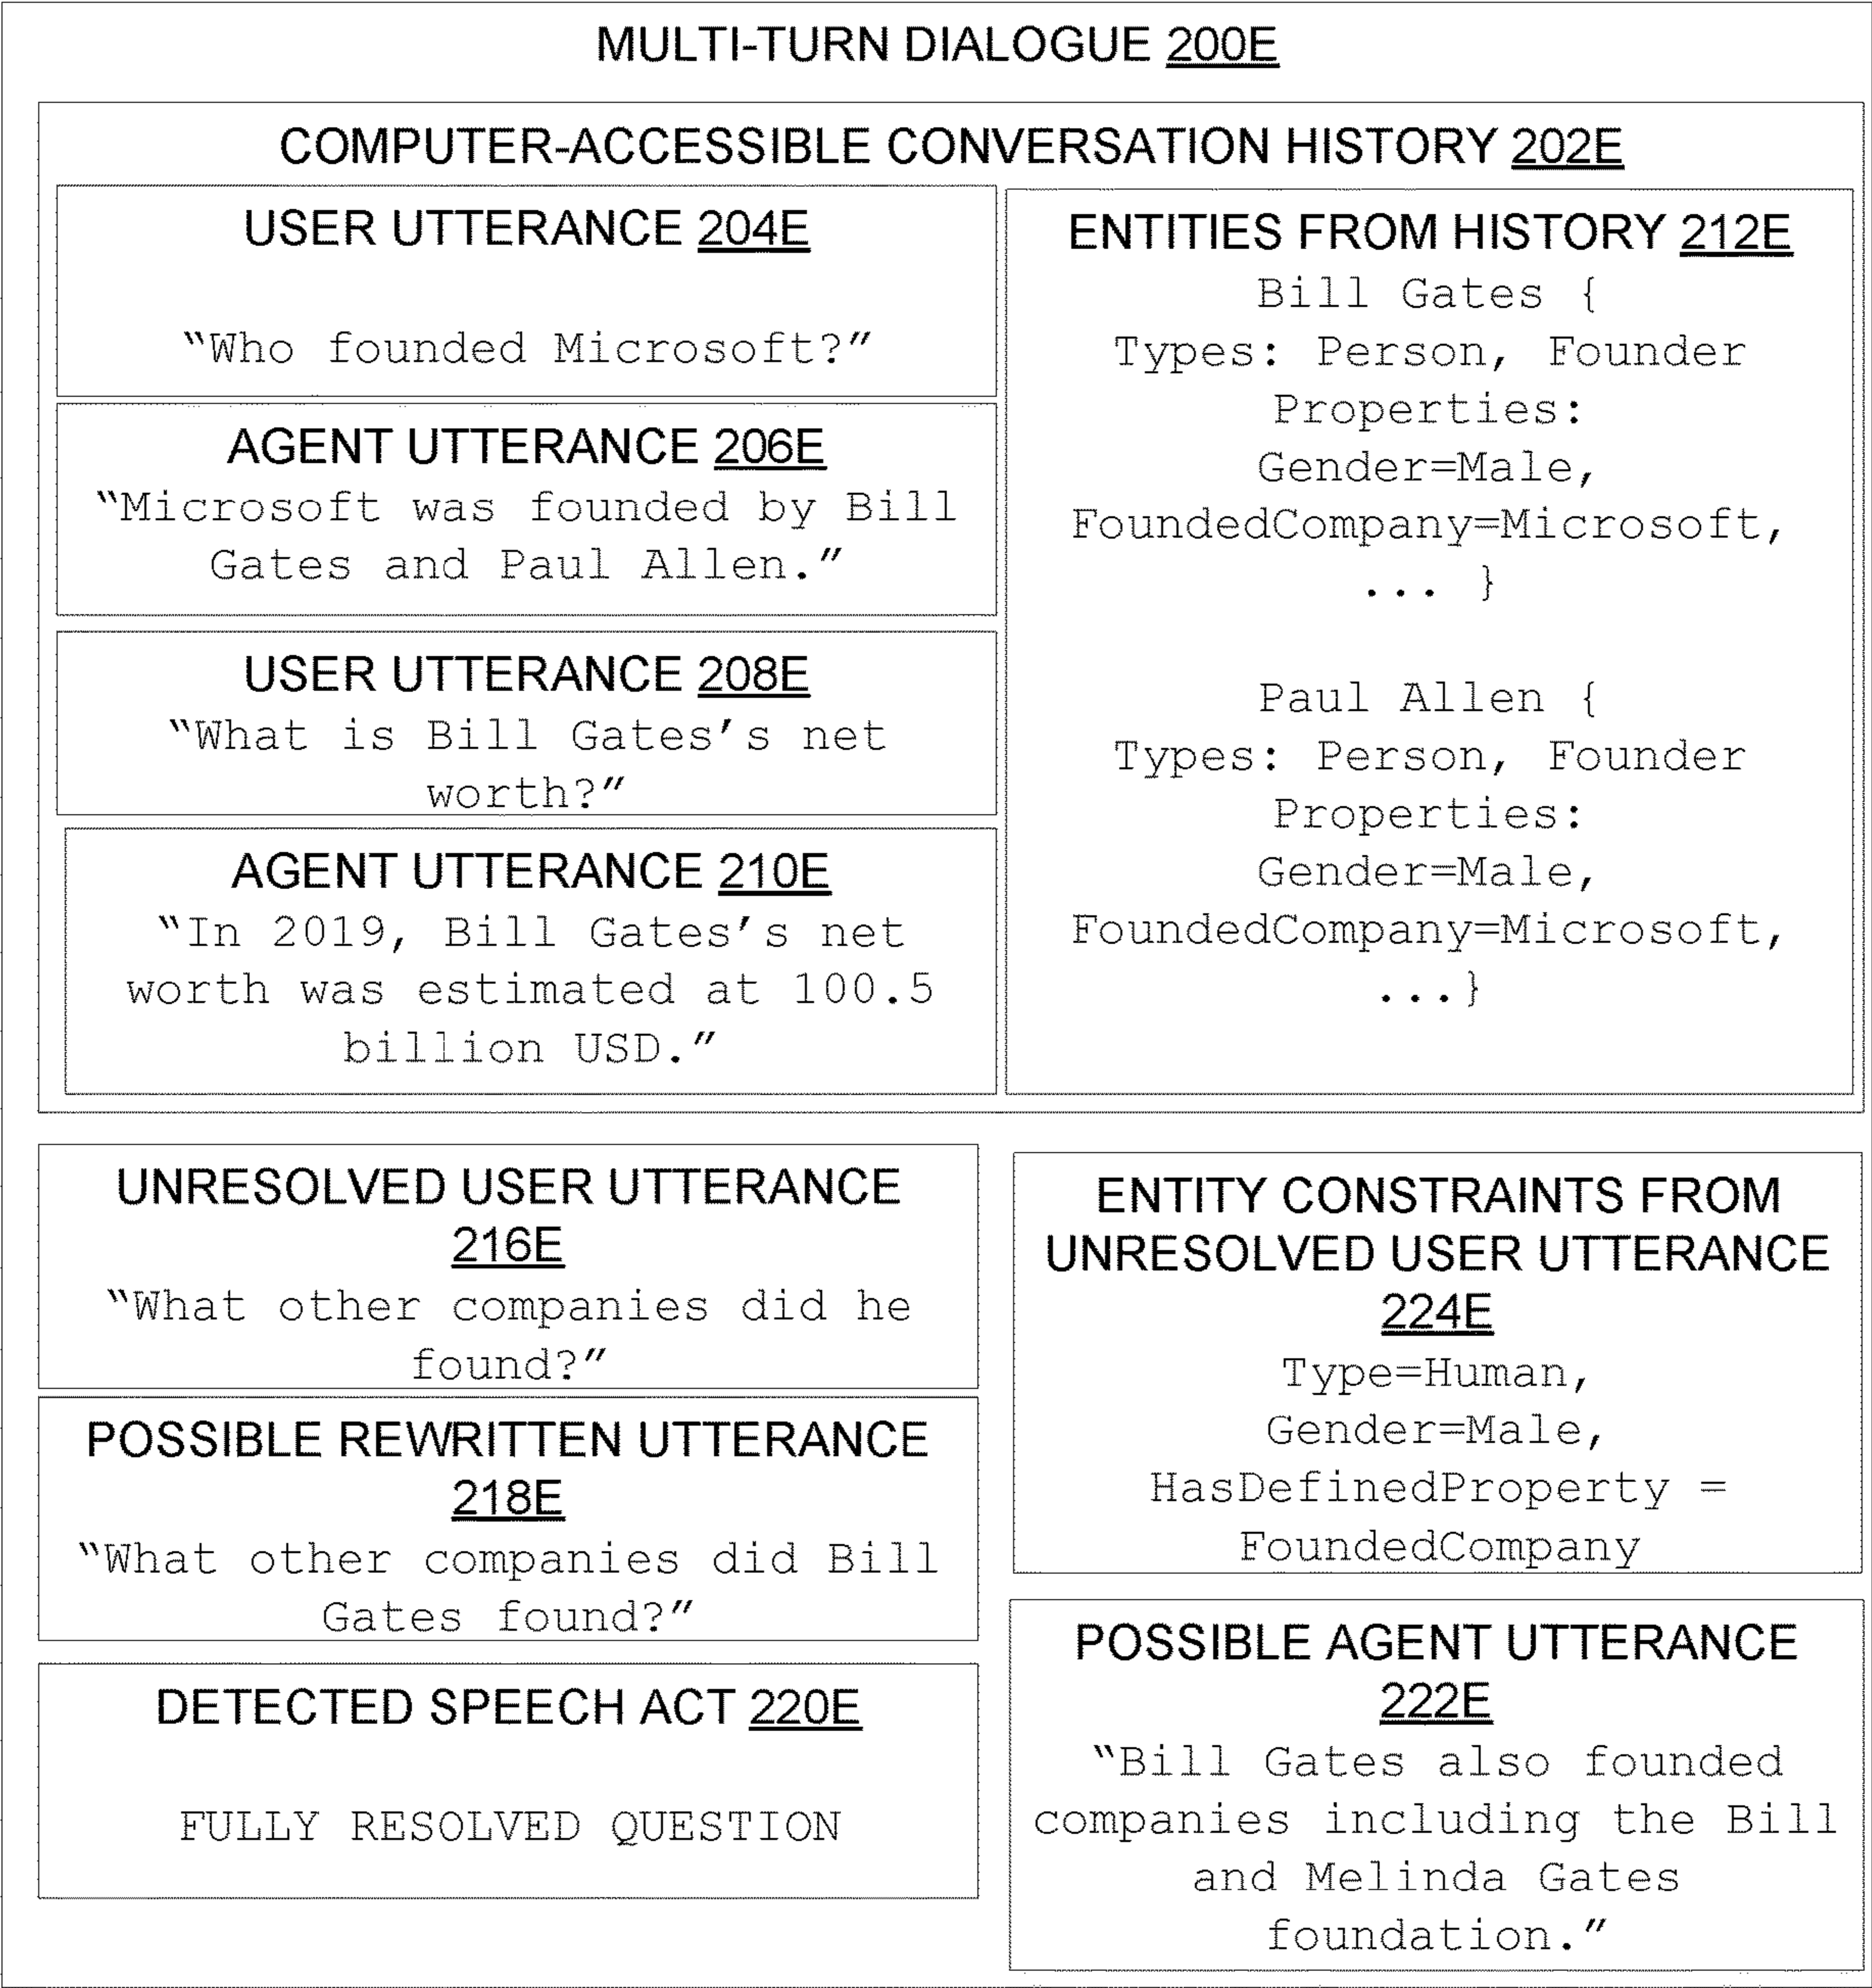 MULTI-TURN DIALOGUE 200E
COMPUTER-ACCESSIBLE CONVERSATION HISTORY 202E
USER UTTERANCE 204E
“Who founded Microsoft?”
AGENT UTTERANCE 206E
“Microsoft was founded by Bill
Gates and Paul Allen.”
USER UTTERANCE 208E
“What is Bill Gates’s net
worth?”
AGENT UTTERANCE 210E
“In 2019, Bill Gates’s net
worth was estimated at 100.5
billion USD.”
ENTITIES FROM HISTORY 212E
Bill Gates {
Types: Person, Founder
Properties:
Gender=Male,
FoundedCompany=Microsoft,
... }
Paul Allen {
Types: Person, Founder
Properties:
Gender=Male,
FoundedCompany=Microsoft,
...}
UNRESOLVED USER UTTERANCE
216E
“What other companies did he
found?”
POSSIBLE REWRITTEN UTTERANCE
218E
“What other companies did Bill
Gates found?”
DETECTED SPEECH ACT 220E
FULLY RESOLVED QUESTION
ENTITY CONSTRAINTS FROM
UNRESOLVED USER UTTERANCE
224E
Type=Human,
Gender=Male,
HasDefinedProperty =
FoundedCompany
POSSIBLE AGENT UTTERANCE
222E
“Bill Gates also founded
companies including the Bill
and Melinda Gates
foundation.”